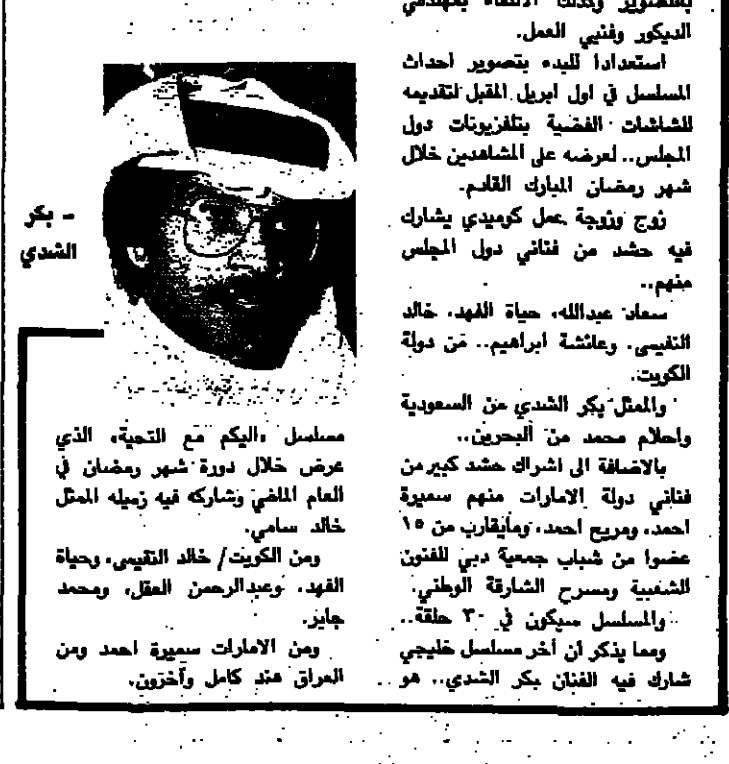 بالتصوير وكذلك الالتقاء بمهندسي
الديكور وفنيي العمل.
استعدادا للبدء بتصوير احداث
المسلسل في اول ابريل المقبل لتقديمه
للشاشات الفضية بتلفزيونات دول
المجلس.. لعرضه على المشاهدين خلال
شهر رمضان المبارك القادم.
زوج وزوجة عمل كوميدي يشارك
فيه حشد من فناني دول المجلس
منهم..
سعاد عبدالله، حياة الفهد، خالد
النفيسي، وعائشة ابراهيم.. من دولة
الكويت.
والممثل بكر الشدي من السعودية
واحلام محمد من البحرين..
بالاضافة الى اشراك حشد كبير من
فناني دولة الامارات منهم سميرة
احمد، ومريح احمد، ومايقارب من ١٥
عضوا من شباب جمعية دبي للفنون
الشعبية ومسرح الشارقة الوطني.
والمسلسل سيكون في ٣٠ حلقة..
ومما يذكر ان أخر مسلسل خليجي
شارك فيه الفنان بكر الشدي.. هو
- بكر
الشدي
مسلسل «اليكم مع التحية» الذي
عرض خلال دورة شهر رمضان في
العام الماضي وشاركه فيه زميله الممثل
خالد سامي.
ومن الكويت/ خالد النفيسي، وحياة
الفهد، وعبدالرحمن العقل، ومحمد
جابر.
ومن الامارات سميرة احمد ومن
العراق هند كامل وآخرون.